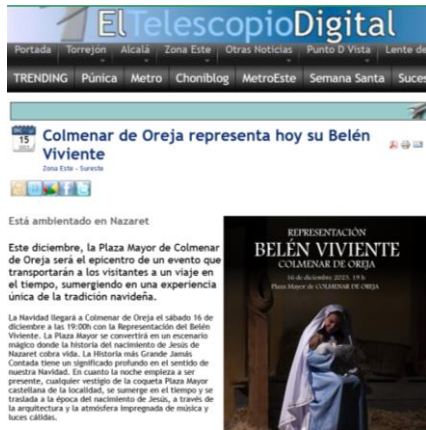 El Telescopio Digital
Portada Torrejón Alcalá Zona Este Otras Noticias Punto D Vista Lente de
TRENDING Púnica Metro Choniblog MetroEste Semana Santa Suces
15
Colmenar de Oreja representa hoy su Belén
Viviente
Zona Este - Sureste
Está ambientado en Nazaret
Este diciembre, la Plaza Mayor de Colmenar
de Oreja será el epicentro de un evento que
transportarán a los visitantes a un viaje en
el tiempo, sumergiendo en una experiencia
única de la tradición navideña.
La Navidad llegará a Colmenar de Oreja el sábado 16 de
diciembre a las 19:00h con la Representación del Belén
Viviente. La Plaza Mayor se convertirá en un escenario
mágico donde la historia del nacimiento de Jesús de
Nazaret cobra vida. La Historia más Grande Jamás
Contada tiene un significado profundo en el sentido de
nuestra Navidad. En cuanto la noche empieza a ser
presente, cualquier vestigio de la coqueta Plaza Mayor
castellana de la localidad, se sumerge en el tiempo y se
traslada a la época del nacimiento de Jesús, a través de
la arquitectura y la atmósfera impregnada de música y
luces cálidas.
REPRESENTACIÓN
BELÉN VIVIENTE
COLMENAR DE OREJA
16 de diciembre 2023, 19 h
Plaza Mayor de COLMENAR DE OREJA